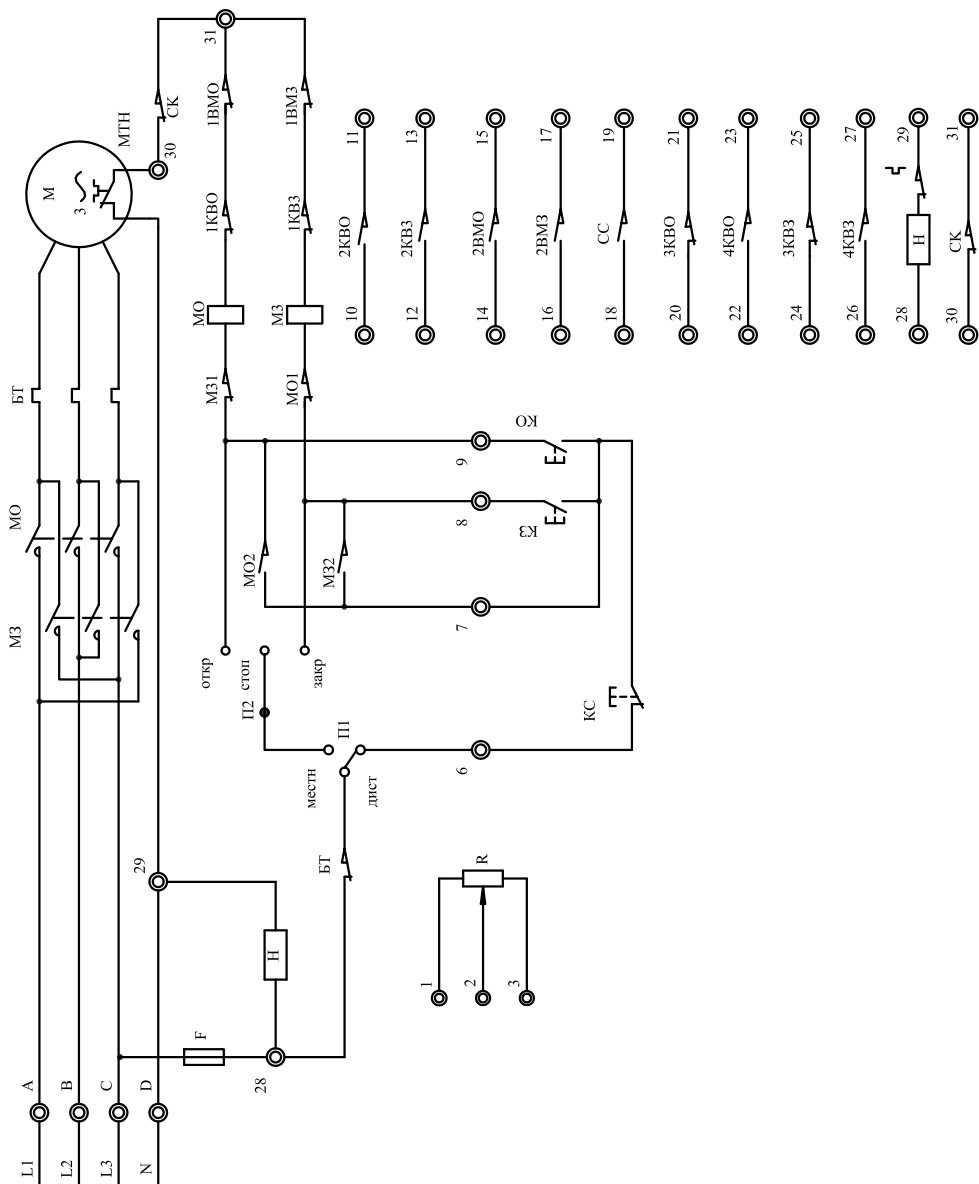 L1
A
L2
B
L3
C
N
D
МЗ
МО
БТ
М
3
МТН
30
СК
31
29
F
28
Н
БТ
местн
П1
дист
П2
стоп
откр
закр
МО2
МЗ2
МЗ1
МО
1КВО
1ВМО
МО1
МЗ
1КВЗ
1ВМЗ
6
7
8
9
КС
КЗ
КО
1
2
3
R
10
2КВО
11
12
2КВЗ
13
14
2ВМО
15
16
2ВМЗ
17
18
СС
19
20
3КВО
21
22
4КВО
23
24
3КВЗ
25
26
4КВЗ
27
28
Н
29
30
СК
31